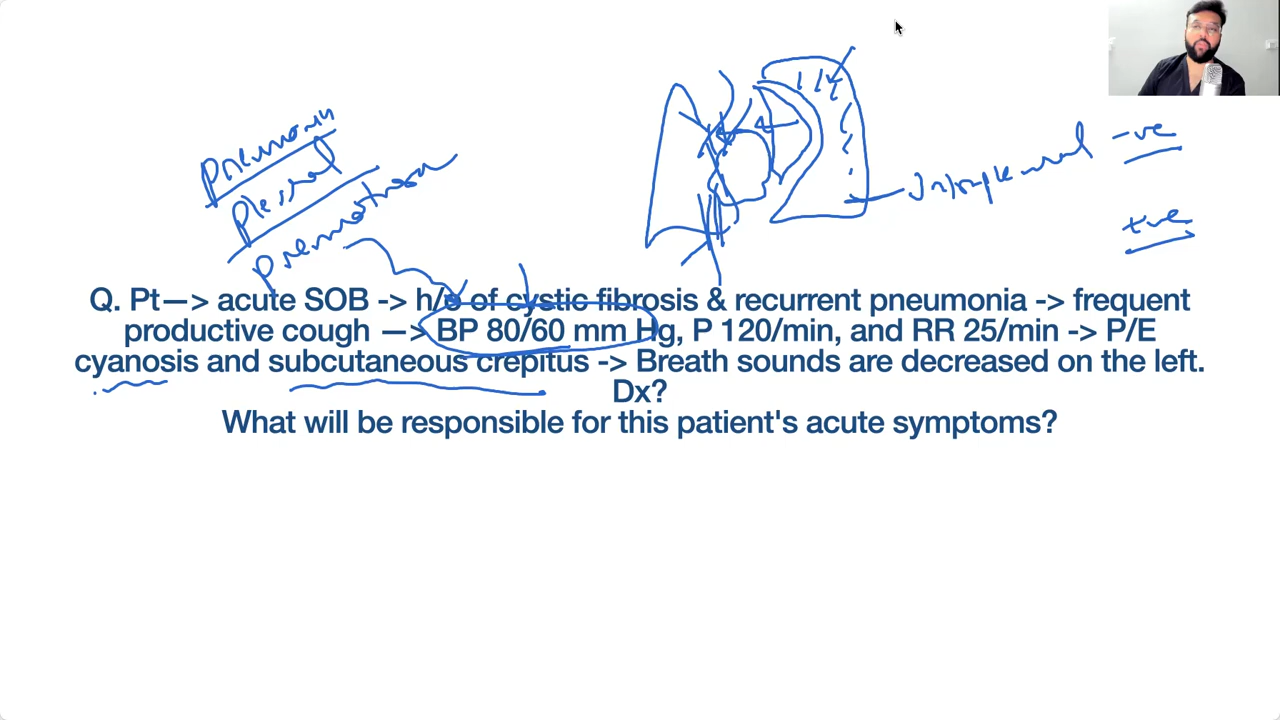 pneumonia
pleural
-ve
+ve
Q. Pt—> acute SOB -> h/s of cystic fibrosis & recurrent pneumonia -> frequent
productive cough —> BP 80/60 mm Hg, P 120/min, and RR 25/min -> P/E
cyanosis and subcutaneous crepitus -> Breath sounds are decreased on the left.
Dx?
What will be responsible for this patient's acute symptoms?